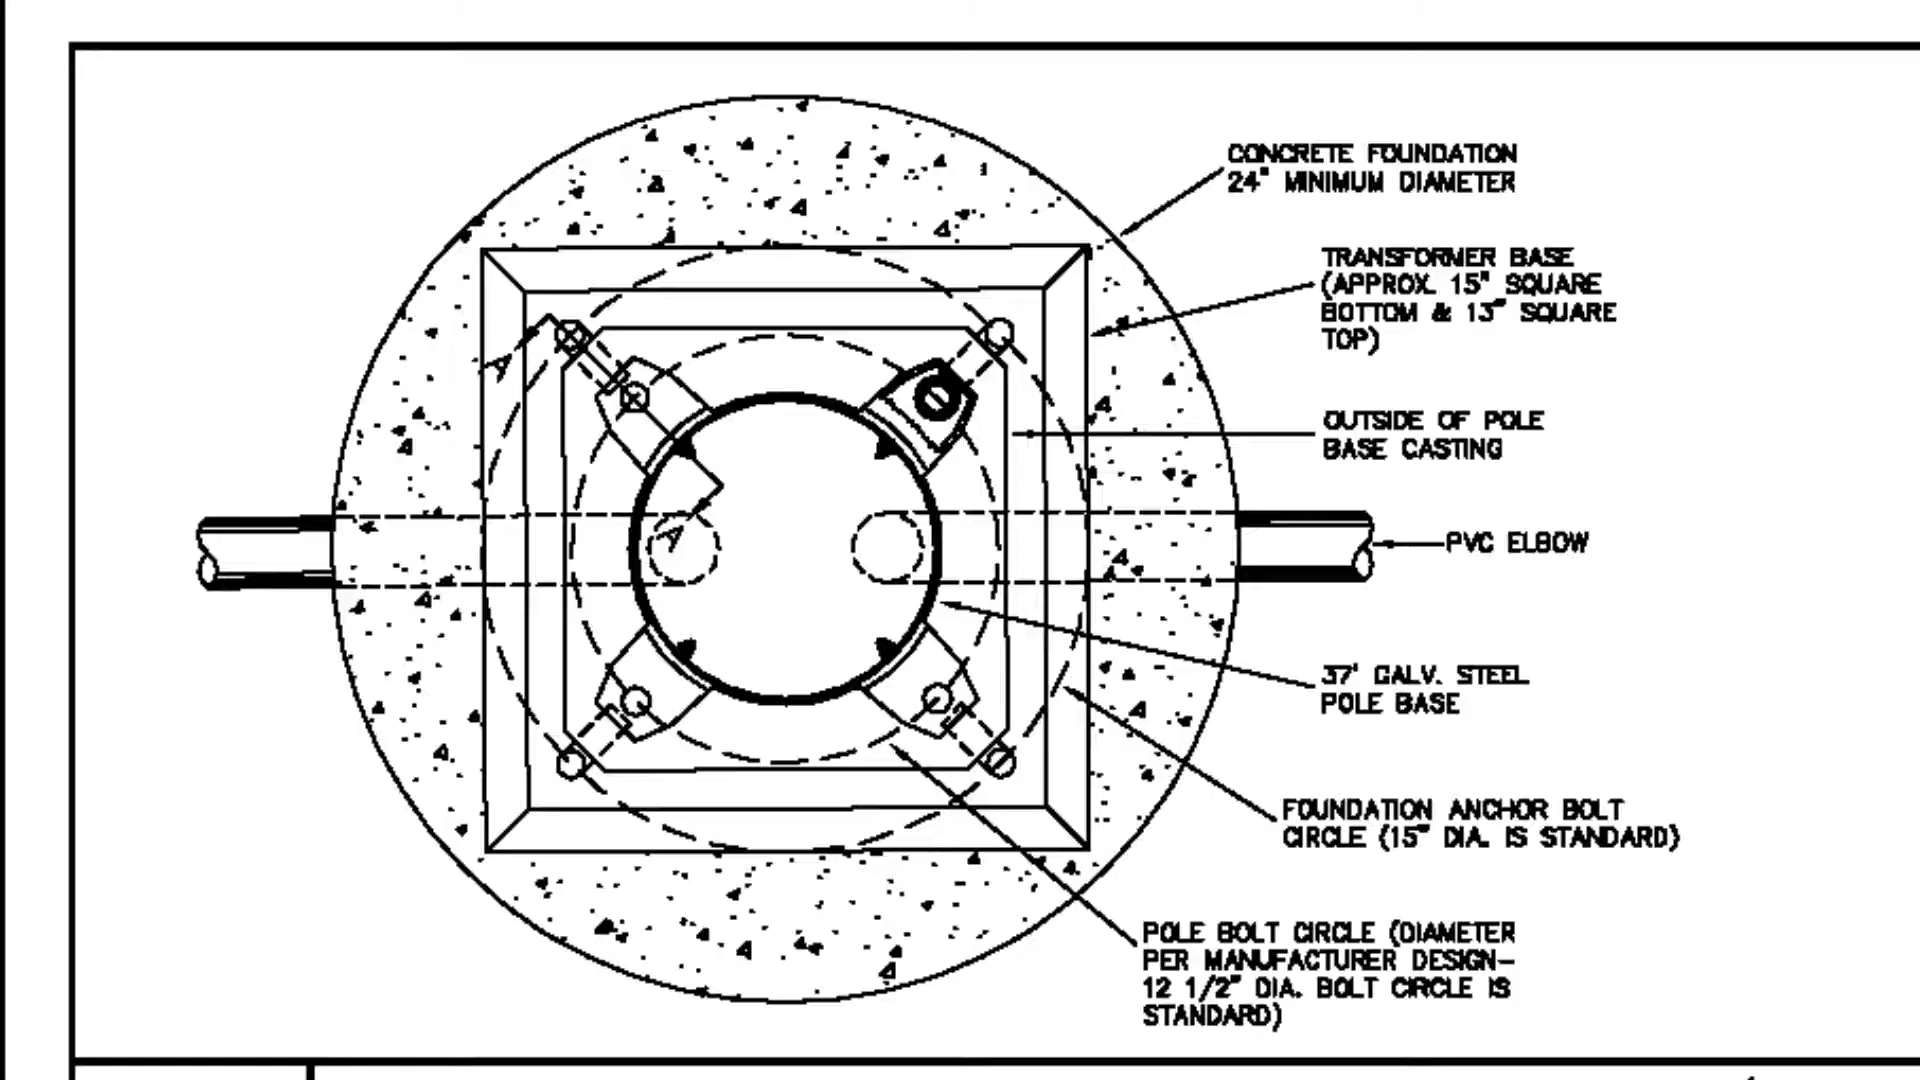 CONCRETE FOUNDATION
24" MINIMUM DIAMETER
TRANSFORMER BASE
(APPROX. 15" SQUARE
BOTTOM & 13" SQUARE
TOP)
OUTSIDE OF POLE
BASE CASTING
A
A
PVC ELBOW
37' GALV. STEEL
POLE BASE
FOUNDATION ANCHOR BOLT
CIRCLE (15" DIA. IS STANDARD)
POLE BOLT CIRCLE (DIAMETER
PER MANUFACTURER DESIGN-
12 1/2" DIA. BOLT CIRCLE IS
STANDARD)